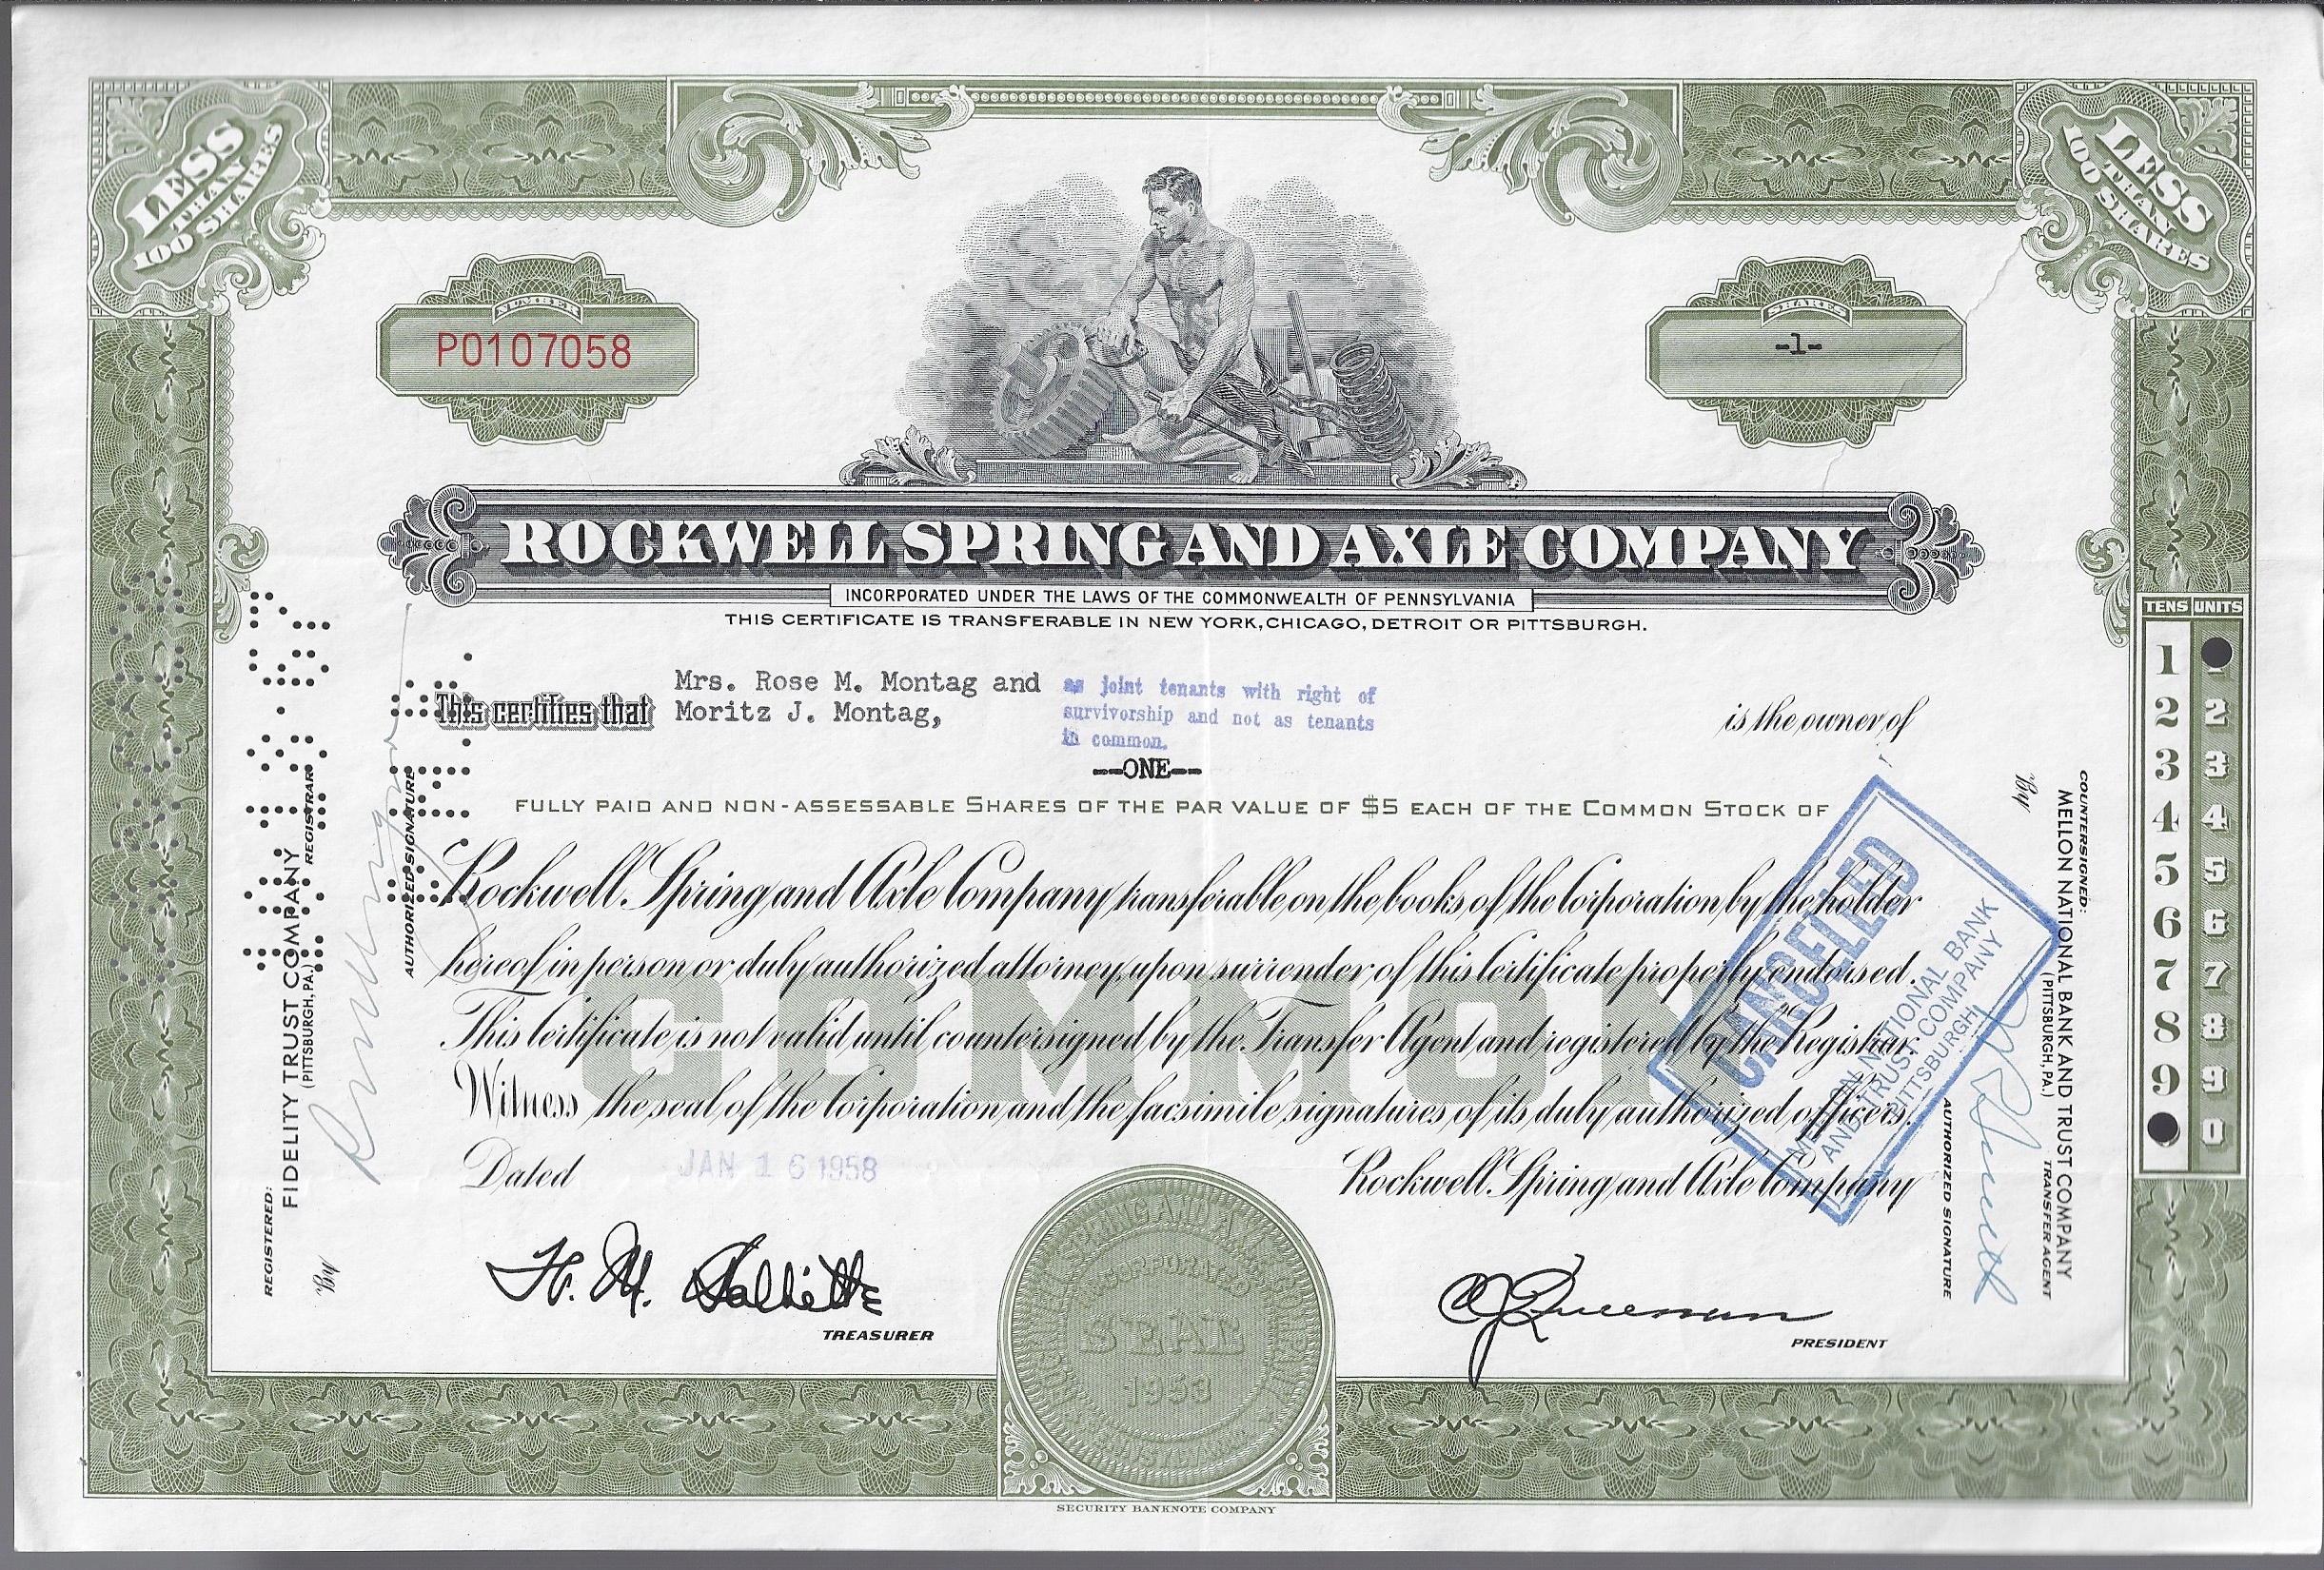 LESS
THAN
100 SHARES
LESS
THAN
100 SHARES
NUMBER
P0107058
SHARES
-1-
ROCKWELL SPRING AND AXLE COMPANY
INCORPORATED UNDER THE LAWS OF THE COMMONWEALTH OF PENNSYLVANIA
THIS CERTIFICATE IS TRANSFERABLE IN NEW YORK, CHICAGO, DETROIT OR PITTSBURGH.
Mrs. Rose M. Montag and
This certifies that Moritz J. Montag,
as joint tenants with right of
survivorship and not as tenants
in common.
is the owner of
--ONE--
FULLY PAID AND NON-ASSESSABLE SHARES OF THE PAR VALUE OF $5 EACH OF THE COMMON STOCK OF
Rockwell Spring and Axle Company transferable on the books of the Corporation by the holder
hereof in person or duly authorized attorney, upon surrender of this Certificate properly endorsed.
This Certificate is not valid until countersigned by the Transfer Agent and registered by the Registrar.
Witness the seal of the Corporation and the facsimile signatures of its duly authorized officers.
COMMON
Dated JAN 16 1958
Rockwell Spring and Axle Company
TREASURER
PRESIDENT
INCORPORATED
SEAL
1953
PENNSYLVANIA
SECURITY BANKNOTE COMPANY
REGISTERED:
FIDELITY TRUST COMPANY
(PITTSBURGH, PA.) REGISTRAR
By
AUTHORIZED SIGNATURE
COUNTERSIGNED:
MELLON NATIONAL BANK AND TRUST COMPANY
(PITTSBURGH, PA.) TRANSFER AGENT
By
AUTHORIZED SIGNATURE
CANCELLED
MELLON NATIONAL BANK
AND TRUST COMPANY
PITTSBURGH
TENS UNITS
1
2 2
3 3
4 4
5 5
6 6
7 7
8 8
9 9
0